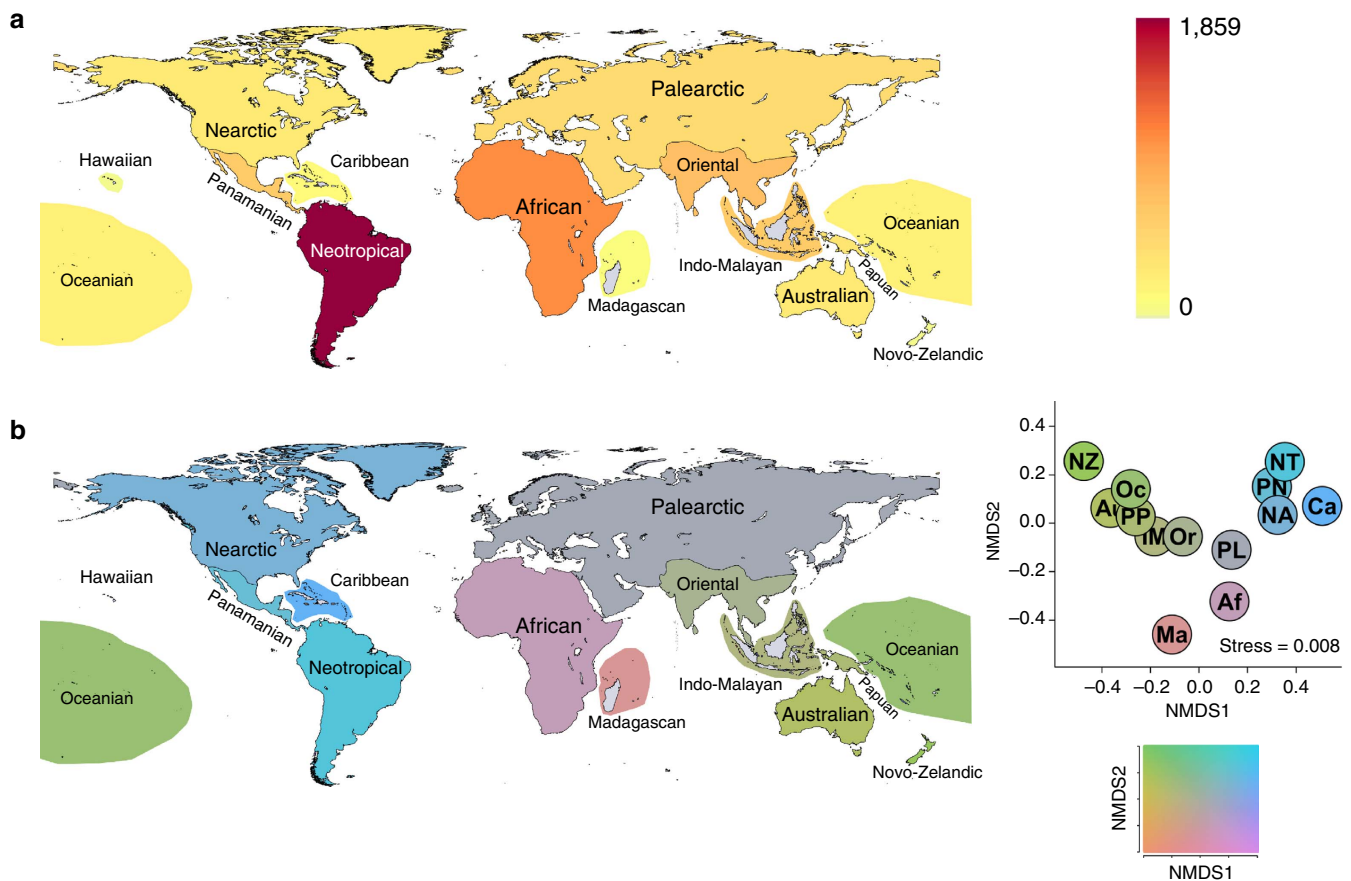 a
1,859
0
Palearctic
Nearctic
Hawaiian
Caribbean
Oriental
Panamanian
African
Oceanian
Neotropical
Oceanian
Indo-Malayan
Papuan
Australian
Madagascan
Novo-Zelandic
b
Palearctic
Nearctic
Hawaiian
Caribbean
Oriental
Panamanian
African
Oceanian
Neotropical
Oceanian
Indo-Malayan
Papuan
Australian
Madagascan
Novo-Zelandic
NMDS2
0.4
0.2
0.0
−0.2
−0.4
NZ
Oc
PP
IM
Or
PL
Af
Ma
NT
PN
NA
Ca
Stress = 0.008
−0.4
−0.2
0.0
0.2
0.4
NMDS1
NMDS2
NMDS1